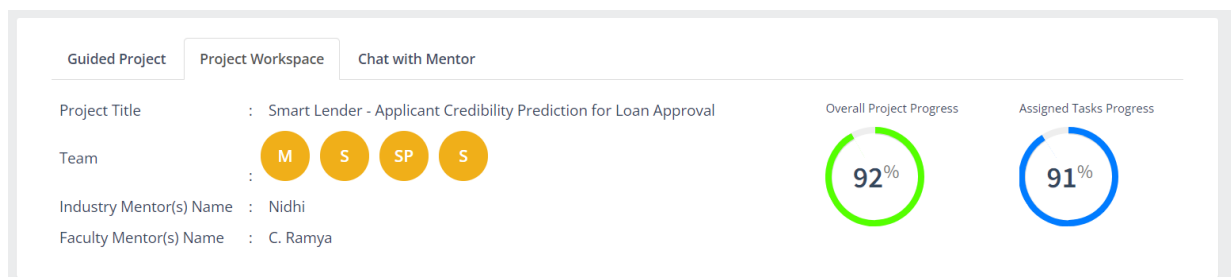 Guided Project Project Workspace Chat with Mentor
Project Title : Smart Lender - Applicant Credibility Prediction for Loan Approval
Overall Project Progress Assigned Tasks Progress
Team : M S SP S
92% 91%
Industry Mentor(s) Name : Nidhi
Faculty Mentor(s) Name : C. Ramya